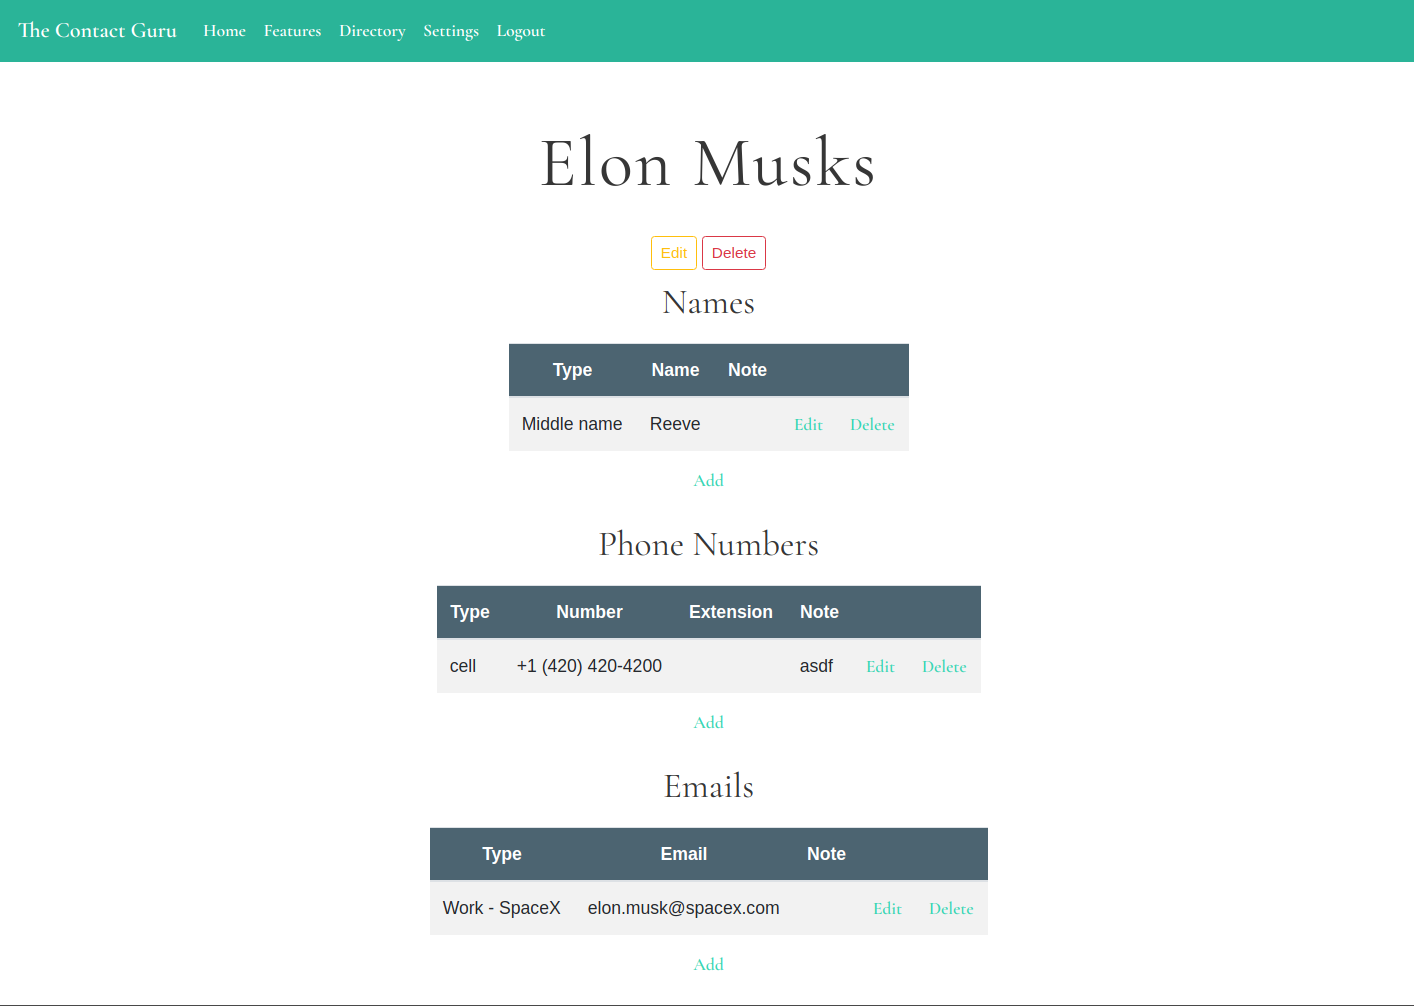 The Contact Guru Home Features Directory Settings Logout
Elon Musks
Edit Delete
Names
Type Name Note
Middle name Reeve Edit Delete
Add
Phone Numbers
Type Number Extension Note
cell +1 (420) 420-4200 asdf Edit Delete
Add
Emails
Type Email Note
Work - SpaceX elon.musk@spacex.com Edit Delete
Add